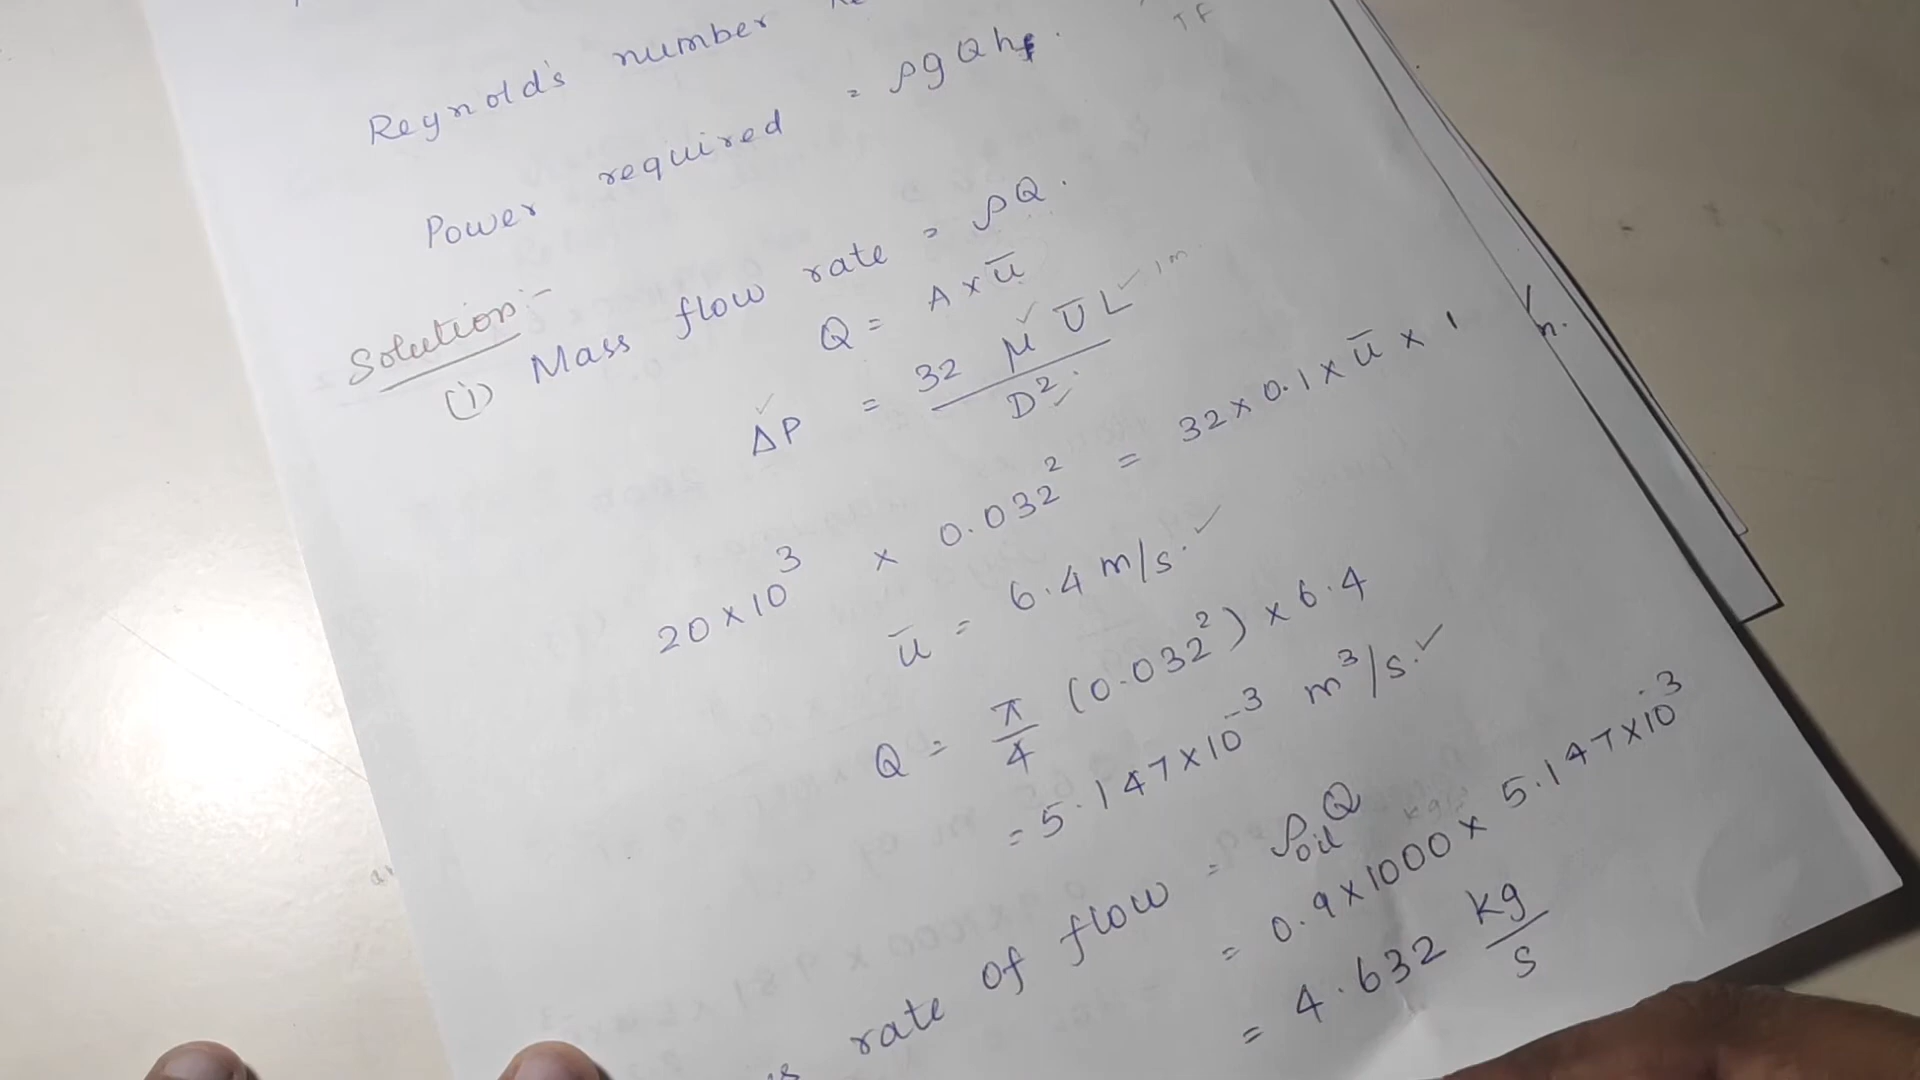 Reynold's number
Power required = ρgQhf.
TF
Solution:-
(i) Mass flow rate = ρQ.
Q = A×ū
ΔP = 32 μ Ū L / D². 1m
20×10³ × 0.032² = 32×0.1×ū×1
ū = 6.4 m/s.
Q = π/4 (0.032²)×6.4
= 5.147×10⁻³ m³/s.
rate of flow = ρoil Q
= 0.9×1000× 5.147×10⁻³
= 4.632 kg/s